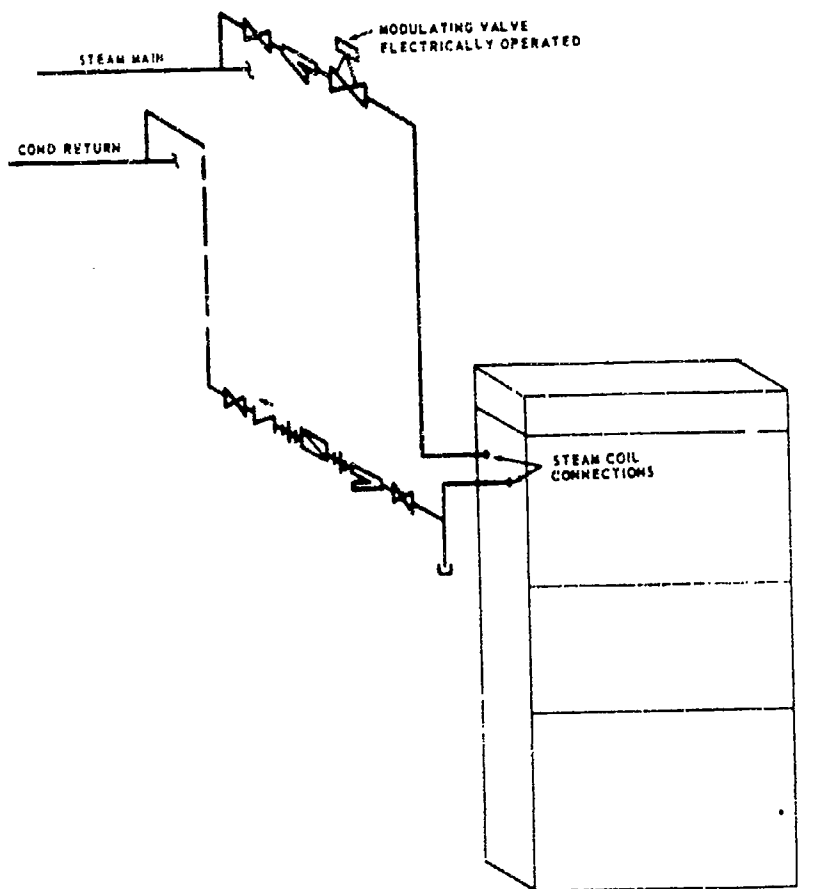 MODULATING VALVE
ELECTRICALLY OPERATED
STEAM MAIN
COND RETURN
STEAM COIL
CONNECTIONS